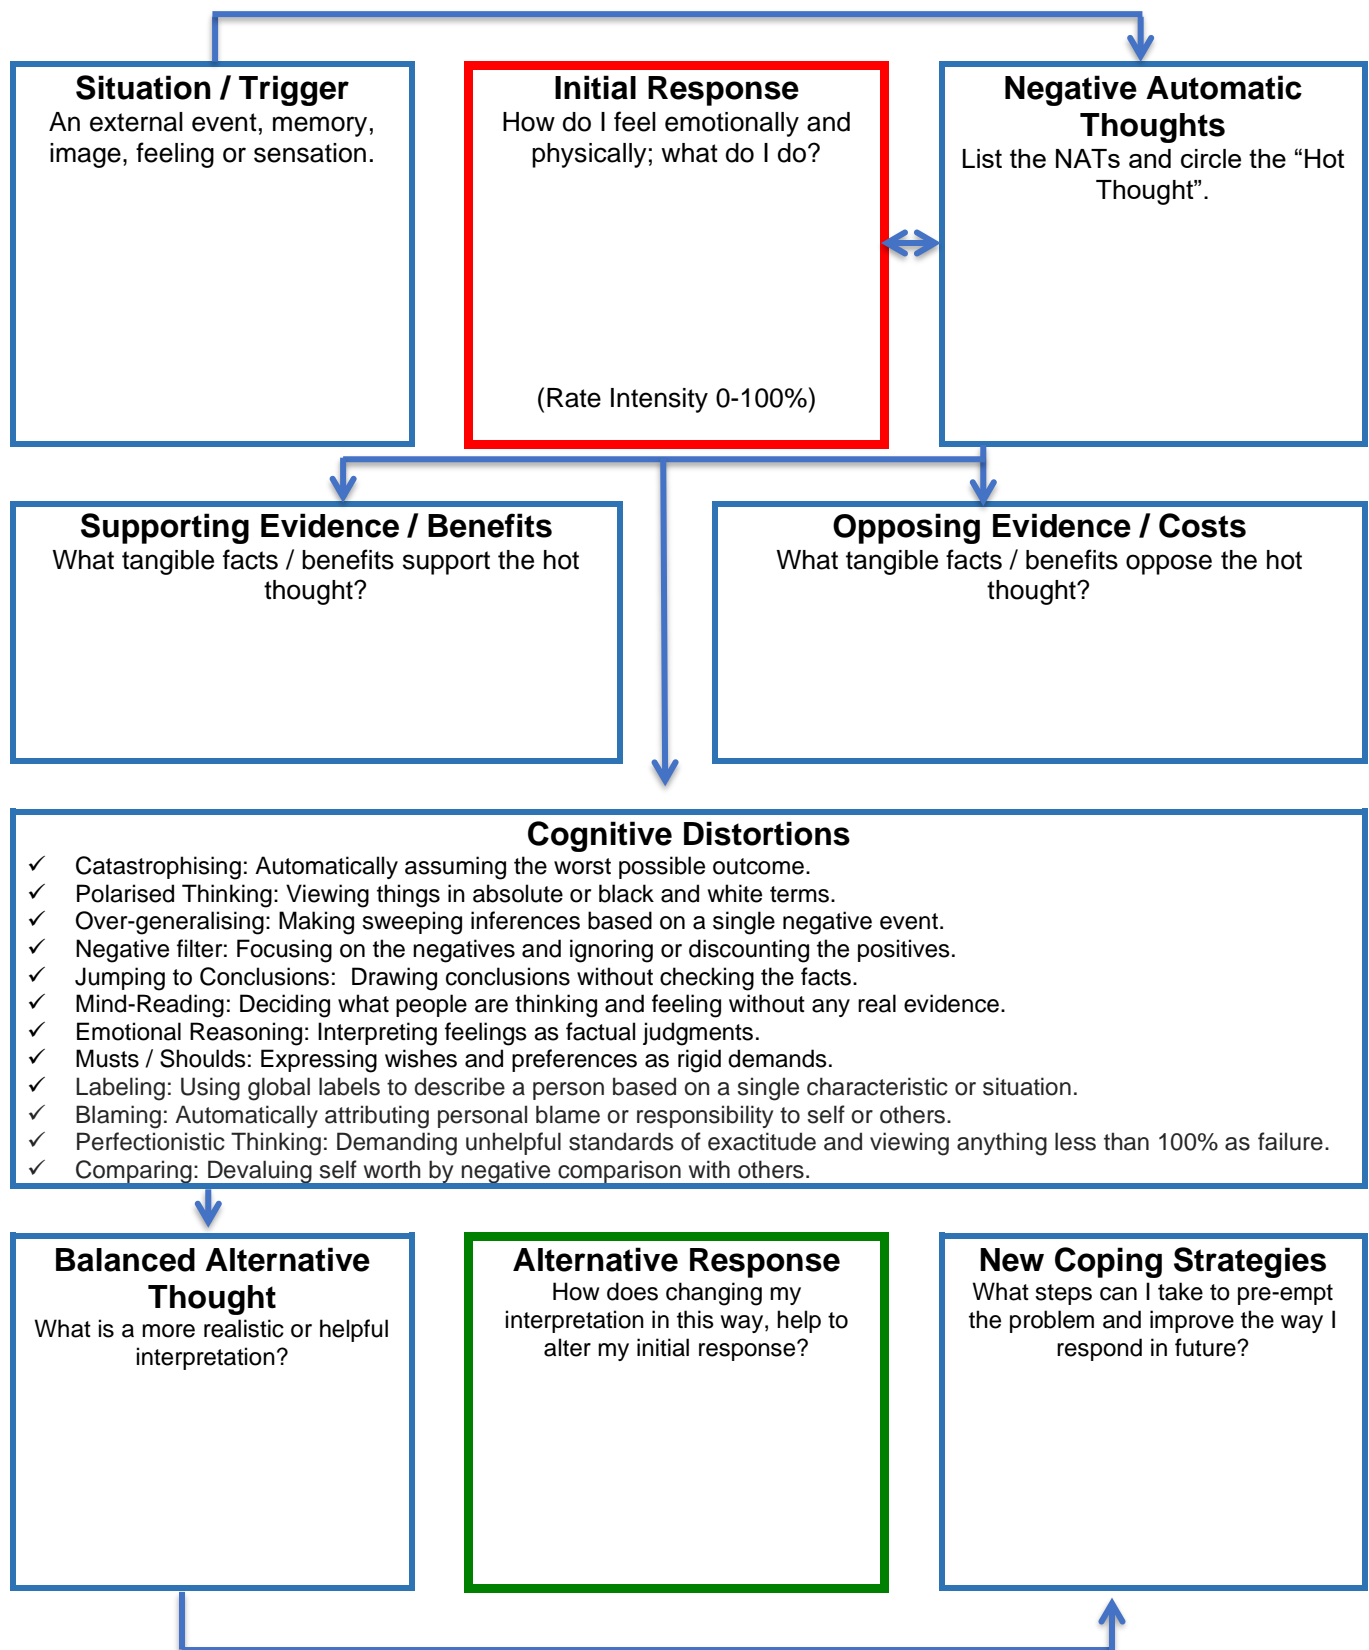 Situation / Trigger
An external event, memory,
image, feeling or sensation.
Initial Response
How do I feel emotionally and
physically; what do I do?
(Rate Intensity 0-100%)
Negative Automatic
Thoughts
List the NATs and circle the “Hot
Thought”.
Supporting Evidence / Benefits
What tangible facts / benefits support the hot
thought?
Opposing Evidence / Costs
What tangible facts / benefits oppose the hot
thought?
Cognitive Distortions
✓ Catastrophising: Automatically assuming the worst possible outcome.
✓ Polarised Thinking: Viewing things in absolute or black and white terms.
✓ Over-generalising: Making sweeping inferences based on a single negative event.
✓ Negative filter: Focusing on the negatives and ignoring or discounting the positives.
✓ Jumping to Conclusions: Drawing conclusions without checking the facts.
✓ Mind-Reading: Deciding what people are thinking and feeling without any real evidence.
✓ Emotional Reasoning: Interpreting feelings as factual judgments.
✓ Musts / Shoulds: Expressing wishes and preferences as rigid demands.
✓ Labeling: Using global labels to describe a person based on a single characteristic or situation.
✓ Blaming: Automatically attributing personal blame or responsibility to self or others.
✓ Perfectionistic Thinking: Demanding unhelpful standards of exactitude and viewing anything less than 100% as failure.
✓ Comparing: Devaluing self worth by negative comparison with others.
Balanced Alternative
Thought
What is a more realistic or helpful
interpretation?
Alternative Response
How does changing my
interpretation in this way, help to
alter my initial response?
New Coping Strategies
What steps can I take to pre-empt
the problem and improve the way I
respond in future?